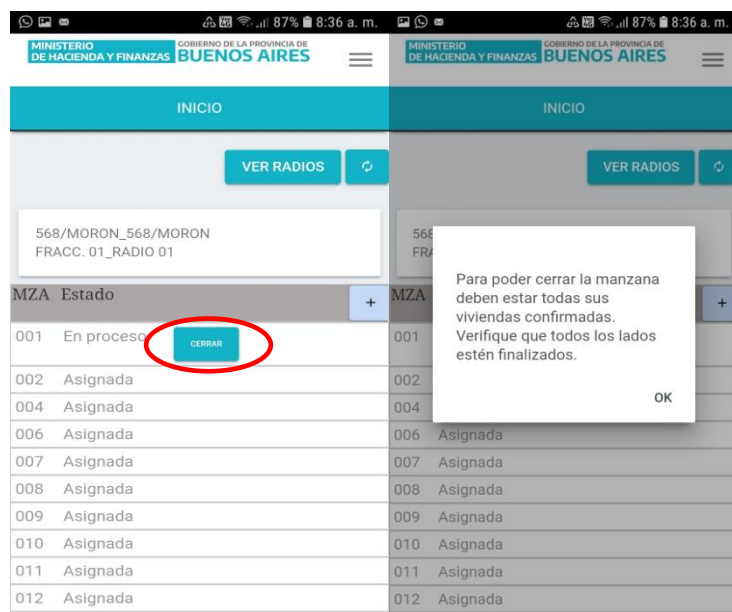 87% 8:36 a. m.
MINISTERIO
DE HACIENDA Y FINANZAS
GOBIERNO DE LA PROVINCIA DE
BUENOS AIRES
INICIO
VER RADIOS
568/MORON_568/MORON
FRACC. 01_RADIO 01
MZA Estado +
001 En proceso CERRAR
002 Asignada
004 Asignada
006 Asignada
007 Asignada
008 Asignada
009 Asignada
010 Asignada
011 Asignada
012 Asignada
87% 8:36 a. m.
MINISTERIO
DE HACIENDA Y FINANZAS
GOBIERNO DE LA PROVINCIA DE
BUENOS AIRES
INICIO
VER RADIOS
568
FRA
Para poder cerrar la manzana
deben estar todas sus
viviendas confirmadas.
Verifique que todos los lados
estén finalizados.
OK
MZA +
001
002
004
006 Asignada
007 Asignada
008 Asignada
009 Asignada
010 Asignada
011 Asignada
012 Asignada